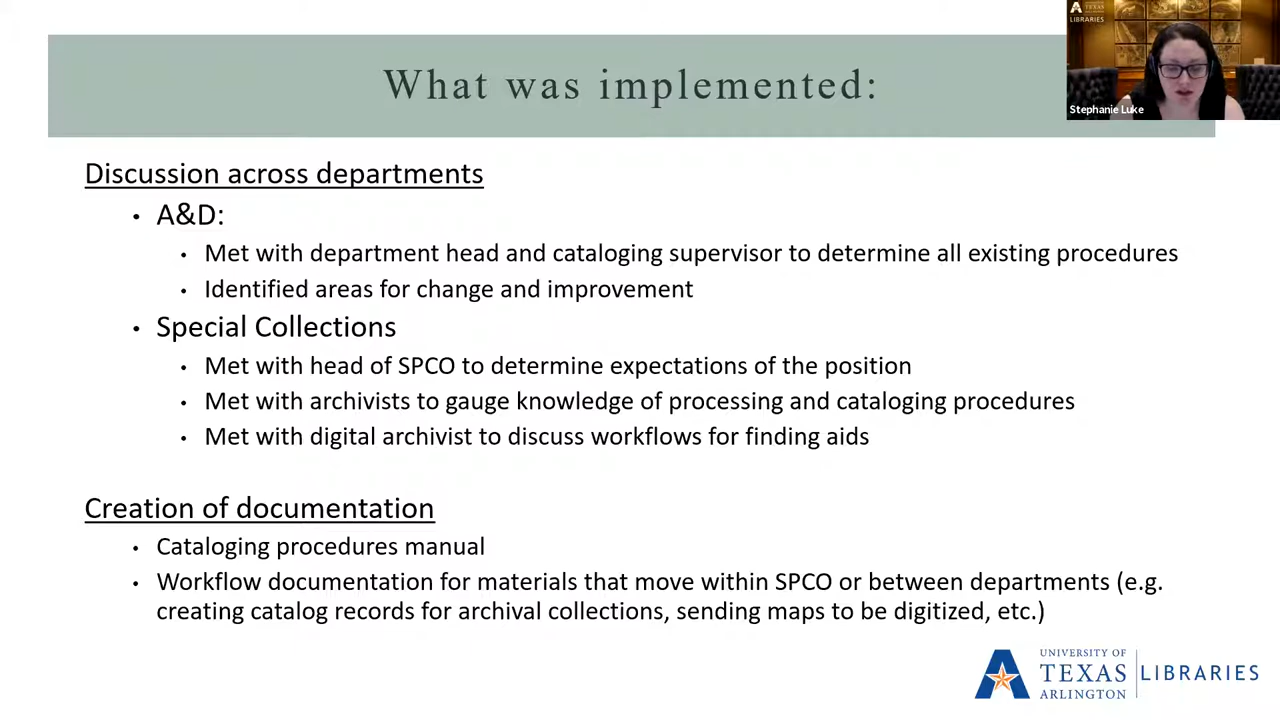 TEXAS
LIBRARIES
Stephanie Luke
What was implemented:
Discussion across departments
• A&D:
• Met with department head and cataloging supervisor to determine all existing procedures
• Identified areas for change and improvement
• Special Collections
• Met with head of SPCO to determine expectations of the position
• Met with archivists to gauge knowledge of processing and cataloging procedures
• Met with digital archivist to discuss workflows for finding aids
Creation of documentation
• Cataloging procedures manual
• Workflow documentation for materials that move within SPCO or between departments (e.g.
creating catalog records for archival collections, sending maps to be digitized, etc.)
UNIVERSITY OF
TEXAS
ARLINGTON
LIBRARIES